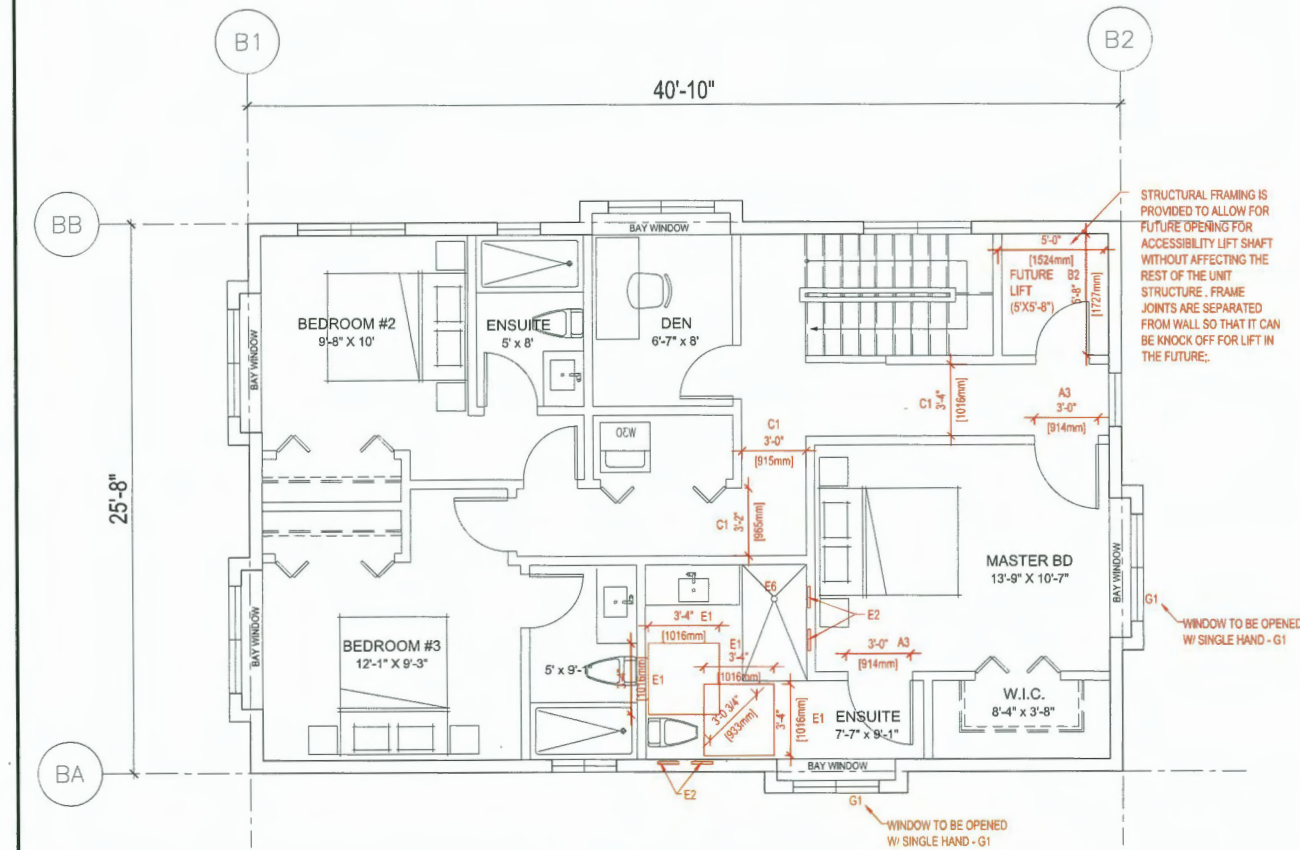 B1
B2
40'-10"
BB
25'-8"
BA
STRUCTURAL FRAMING IS
PROVIDED TO ALLOW FOR
FUTURE OPENING FOR
ACCESSIBILITY LIFT SHAFT
WITHOUT AFFECTING THE
REST OF THE UNIT
STRUCTURE . FRAME
JOINTS ARE SEPARATED
FROM WALL SO THAT IT CAN
BE KNOCK OFF FOR LIFT IN
THE FUTURE;.
BAY WINDOW
5'-0"
[1524mm]
FUTURE B2
LIFT
(5'X5'-8")
5'-8"
[1727mm]
BEDROOM #2
9'-8" X 10'
ENSUITE
5' x 8'
DEN
6'-7" x 8'
BAY WINDOW
C1 3'-4"
[1016mm]
A3
3'-0"
[914mm]
C1
3'-0"
[915mm]
W30
C1 3'-2"
[965mm]
MASTER BD
13'-9" X 10'-7"
BAY WINDOW
G1
WINDOW TO BE OPENED
W/ SINGLE HAND - G1
E6
E2
3'-4" E1
[1016mm]
E1
[1016mm]
E1
[1016mm]
3'-0" A3
[914mm]
BEDROOM #3
12'-1" X 9'-3"
BAY WINDOW
5' x 9'-1"
3'-0 3/4"
[933mm]
3'-4"
[1016mm]
E1
ENSUITE
7'-7" x 9'-1"
W.I.C.
8'-4" x 3'-8"
BAY WINDOW
E2
G1
WINDOW TO BE OPENED
W/ SINGLE HAND - G1